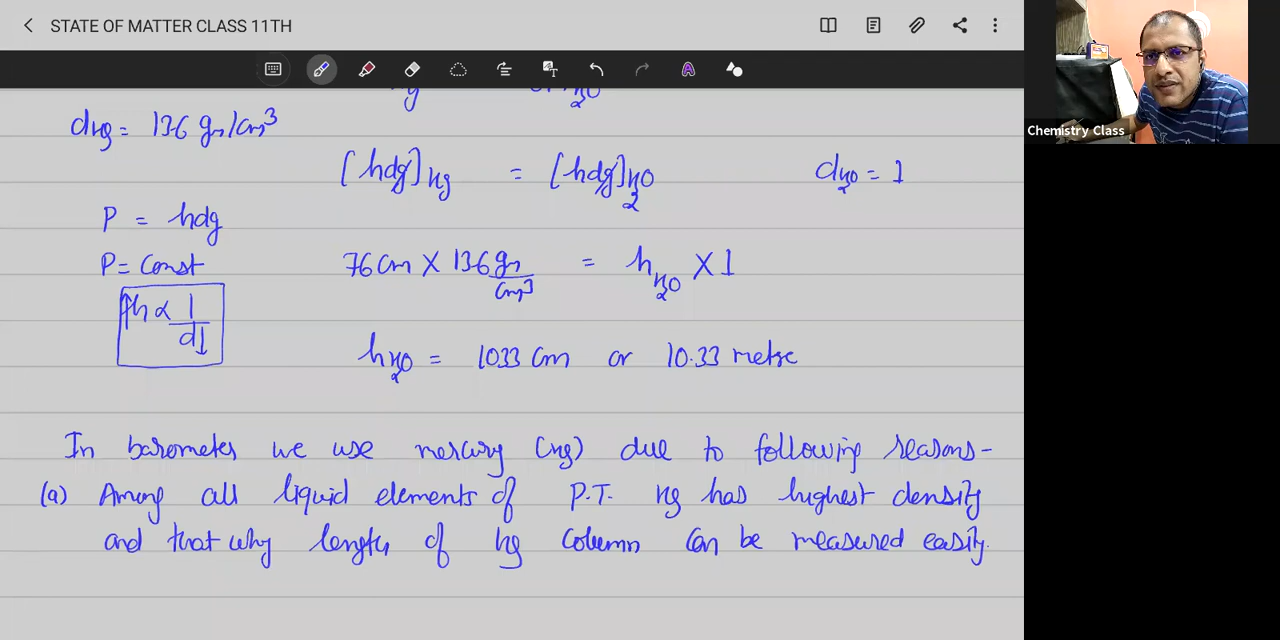 STATE OF MATTER CLASS 11TH
Chemistry Class
Hg H2O
dHg = 13.6 gm/cm³
[hdg]Hg = [hdg]H2O dH2O = 1
P = hdg
P = Const
76 cm X 13.6 gm/cm³ = hH2O X 1
↑h ∝ 1/d↓
hH2O = 1033 cm or 10.33 metre
In barometer we use mercury (Hg) due to following reasons-
(a) Among all liquid elements of P.T. Hg has highest density
and that why length of Hg column can be measured easity.